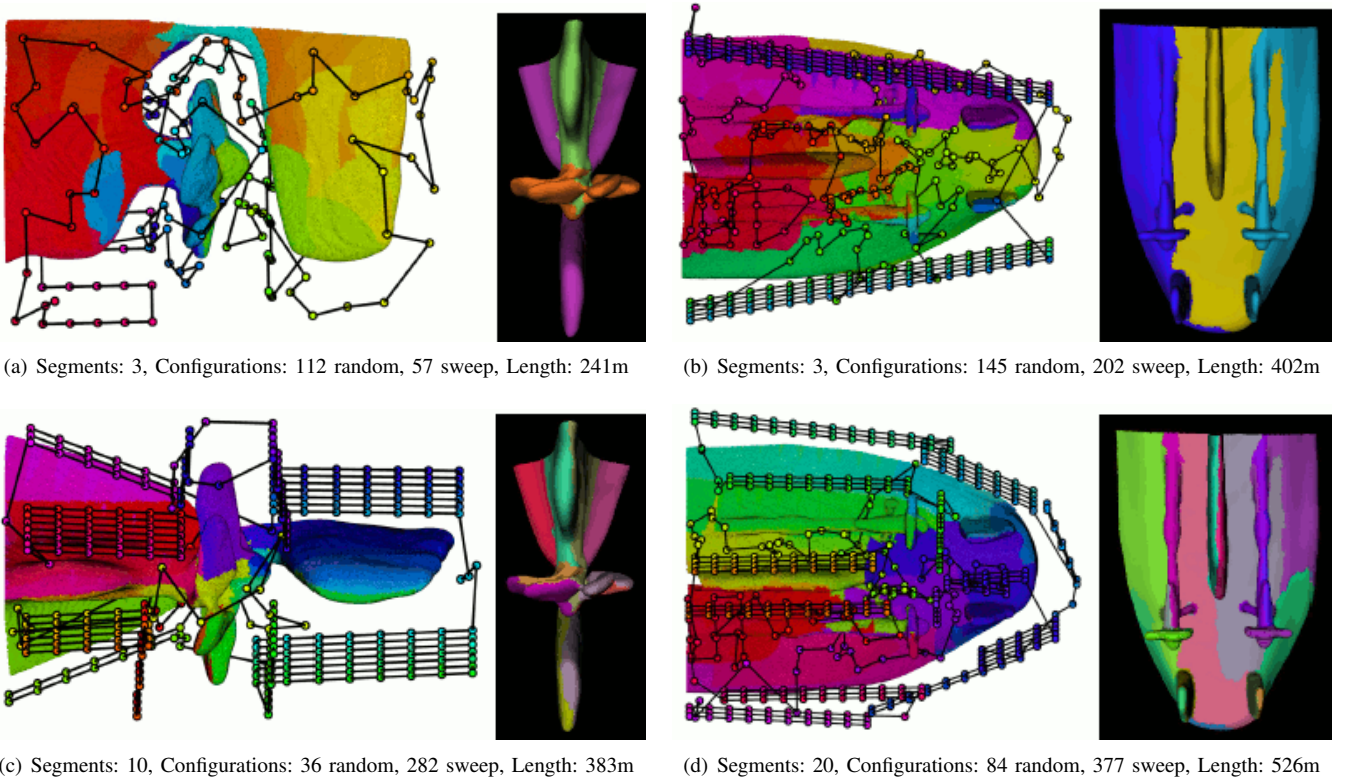 (a) Segments: 3, Configurations: 112 random, 57 sweep, Length: 241m
(b) Segments: 3, Configurations: 145 random, 202 sweep, Length: 402m
(c) Segments: 10, Configurations: 36 random, 282 sweep, Length: 383m
(d) Segments: 20, Configurations: 84 random, 377 sweep, Length: 526m